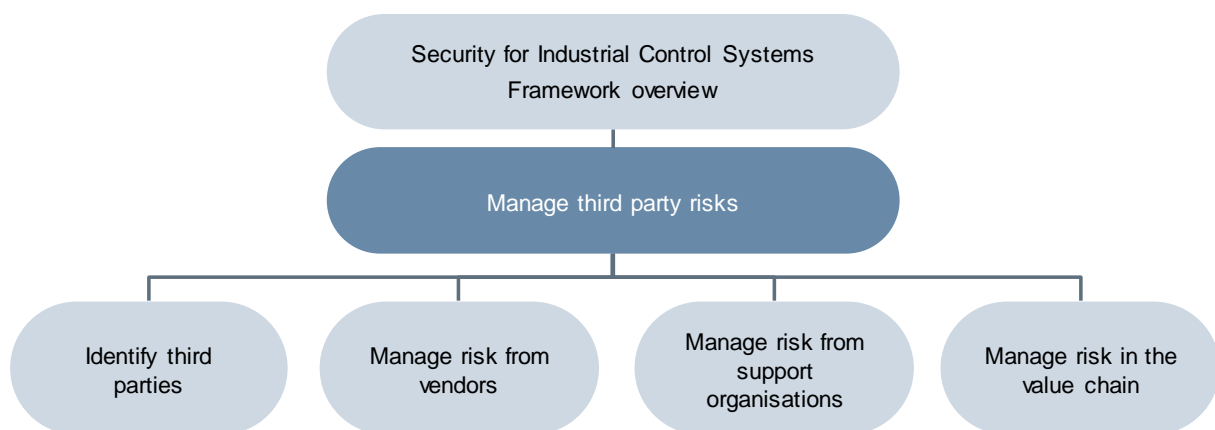 Security for Industrial Control Systems
Framework overview
Manage third party risks
Identify third
parties
Manage risk from
vendors
Manage risk from
support
organisations
Manage risk in the
value chain